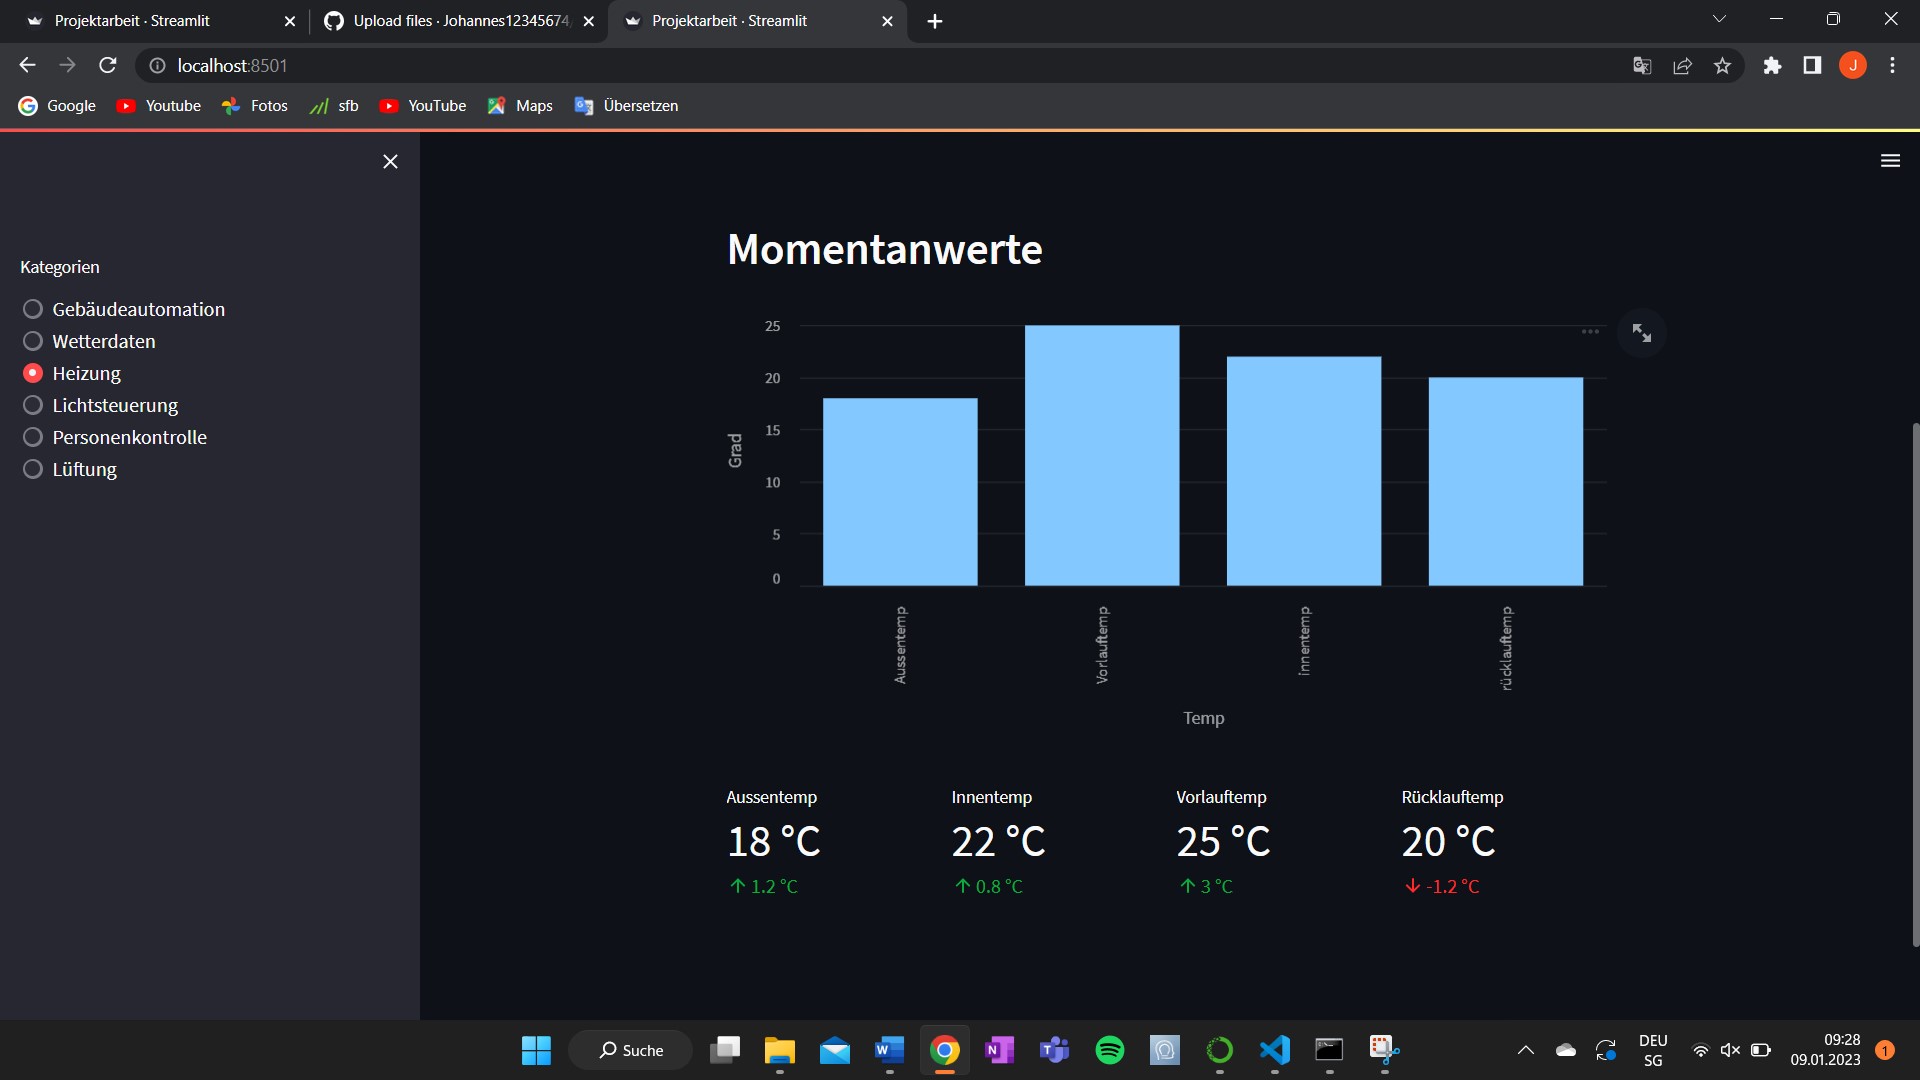 Projektarbeit · Streamlit
Upload files · Johannes12345674
Projektarbeit · Streamlit
localhost:8501
J
Google
Youtube
Fotos
sfb
YouTube
Maps
Übersetzen
Kategorien
Gebäudeautomation
Wetterdaten
Heizung
Lichtsteuerung
Personenkontrolle
Lüftung
Momentanwerte
25
20
15
10
5
0
Grad
Aussentemp
Vorlauftemp
innentemp
rücklauftemp
Temp
Aussentemp
18 °C
1.2 °C
Innentemp
22 °C
0.8 °C
Vorlauftemp
25 °C
3 °C
Rücklauftemp
20 °C
-1.2 °C
Suche
DEU
SG
09:28
09.01.2023
1